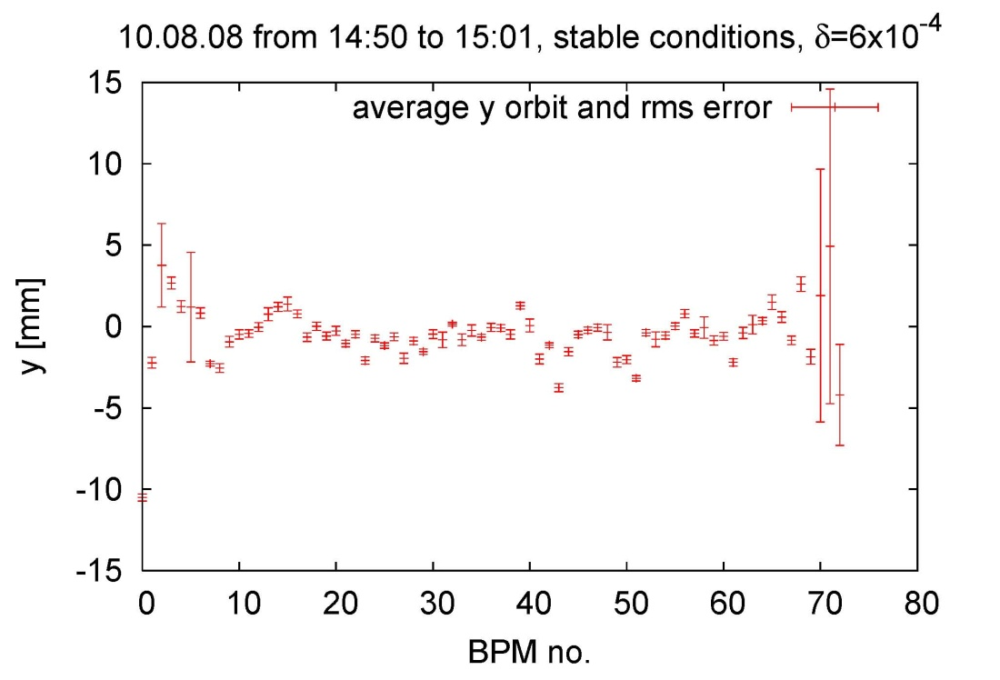 10.08.08 from 14:50 to 15:01, stable conditions, δ=6x10⁻⁴
average y orbit and rms error
y [mm]
15
10
5
0
-5
-10
-15
0 10 20 30 40 50 60 70 80
BPM no.